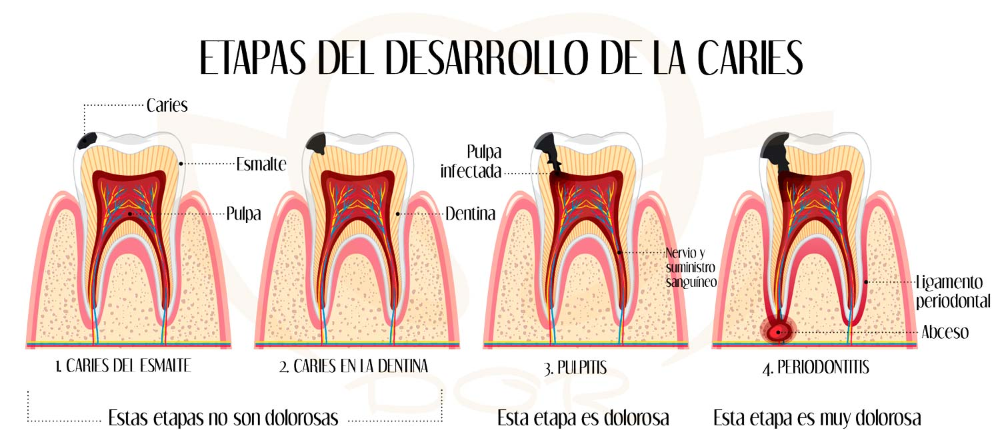 ETAPAS DEL DESARROLLO DE LA CARIES
Caries
Esmalte
Pulpa
Dentina
Pulpa
infectada
Nervio y
suministro
sanguíneo
Ligamento
periodontal
Abceso
1. CARIES DEL ESMALTE
2. CARIES EN LA DENTINA
3. PULPITIS
4. PERIODONTITIS
Estas etapas no son dolorosas
Esta etapa es dolorosa
Esta etapa es muy dolorosa
DOR